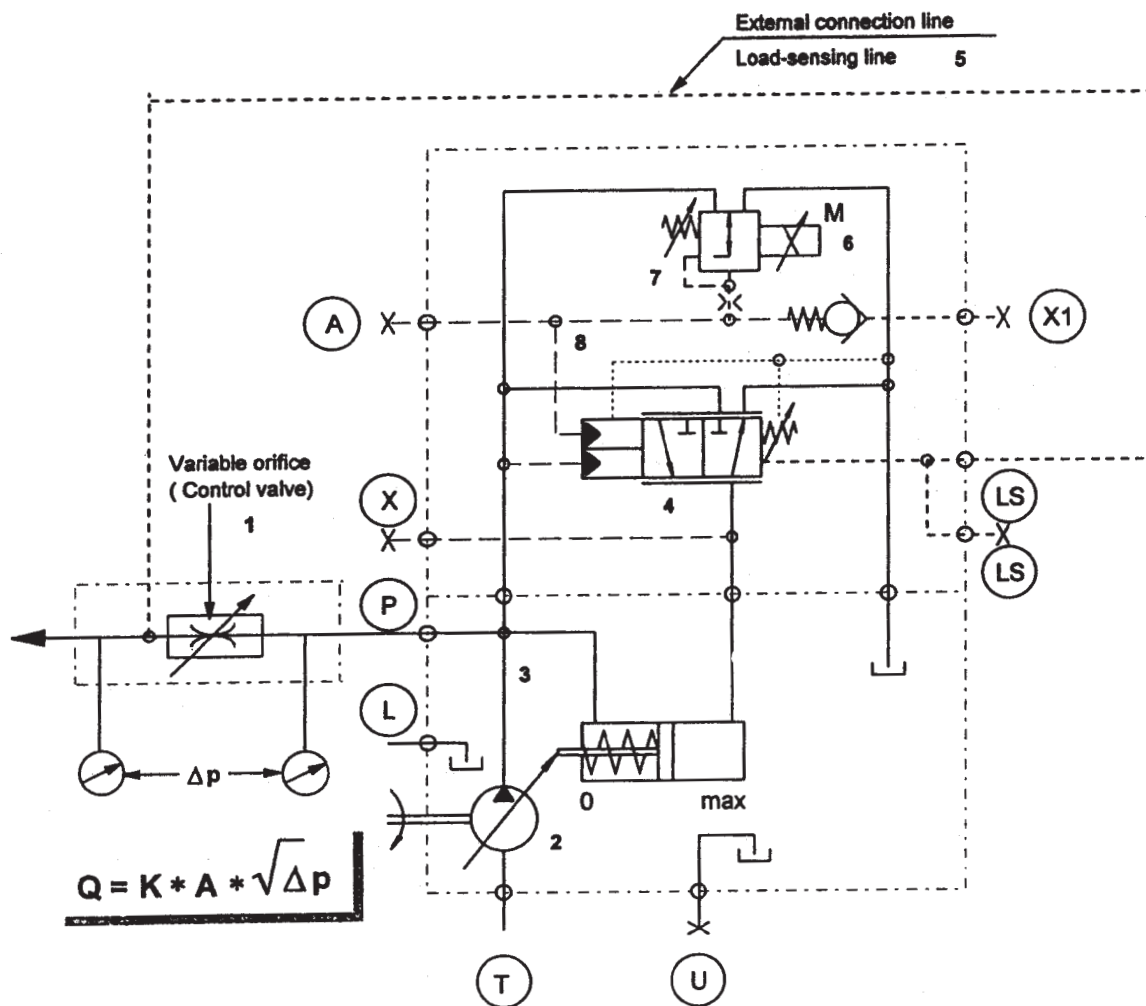 External connection line
Load-sensing line 5
M
6
7
A
X1
8
Variable orifice
( Control valve)
1
X
4
LS
LS
P
3
L
Δp
0 max
2
Q = K * A * √Δp
T
U